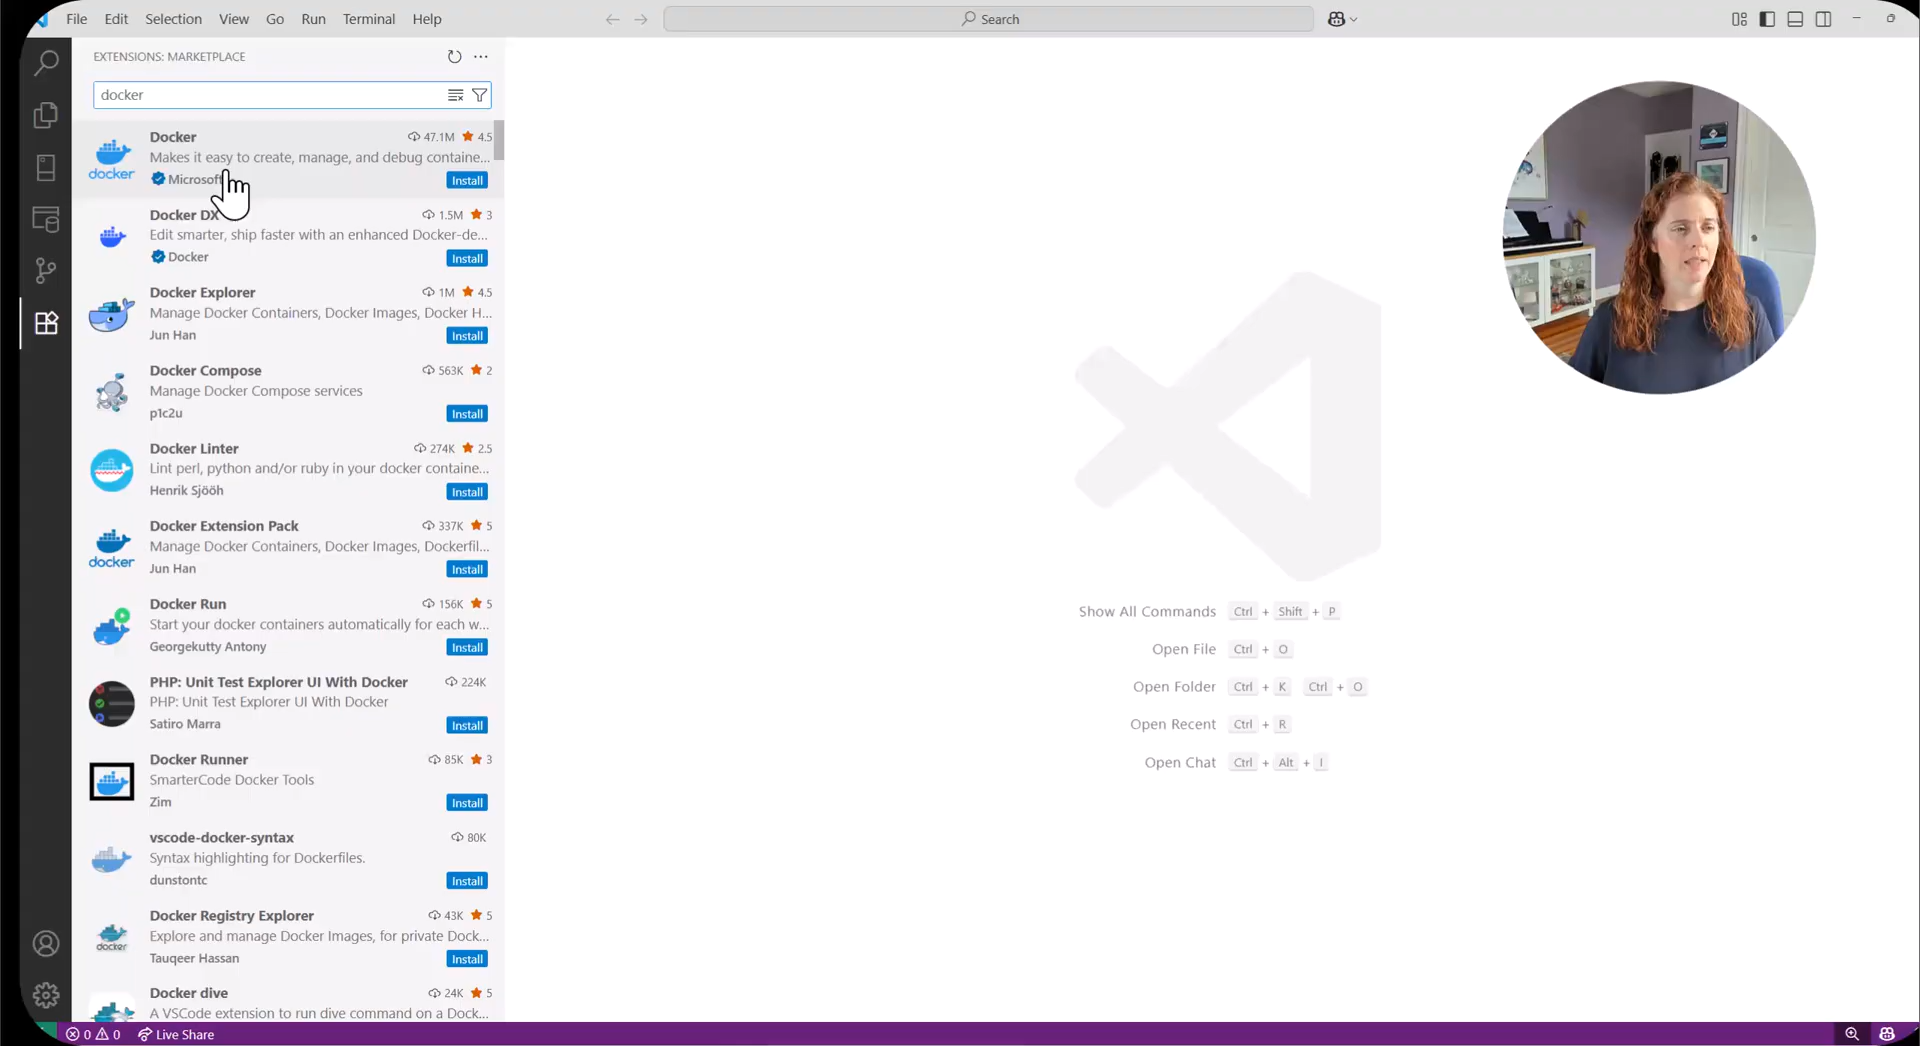 File Edit Selection View Go Run Terminal Help
Search
EXTENSIONS: MARKETPLACE
docker
Docker 47.1M 4.5
Makes it easy to create, manage, and debug containe...
Microsoft Install
docker
Docker DX 1.5M 3
Edit smarter, ship faster with an enhanced Docker-de...
Docker Install
Docker Explorer 1M 4.5
Manage Docker Containers, Docker Images, Docker H...
Jun Han Install
Docker Compose 563K 2
Manage Docker Compose services
p1c2u Install
Docker Linter 274K 2.5
Lint perl, python and/or ruby in your docker containe...
Henrik Sjööh Install
Docker Extension Pack 337K 5
Manage Docker Containers, Docker Images, Dockerfil...
docker
Jun Han Install
Docker Run 156K 5
Start your docker containers automatically for each w...
Georgekutty Antony Install
PHP: Unit Test Explorer UI With Docker 224K
PHP: Unit Test Explorer UI With Docker
Satiro Marra Install
Docker Runner 85K 3
SmarterCode Docker Tools
Zim Install
vscode-docker-syntax 80K
Syntax highlighting for Dockerfiles.
dunstontc Install
Docker Registry Explorer 43K 5
Explore and manage Docker Images, for private Dock...
docker
Tauqeer Hassan Install
Docker dive 24K 5
A VSCode extension to run dive command on a Dock...
Show All Commands Ctrl + Shift + P
Open File Ctrl + O
Open Folder Ctrl + K Ctrl + O
Open Recent Ctrl + R
Open Chat Ctrl + Alt + I
0 0 Live Share